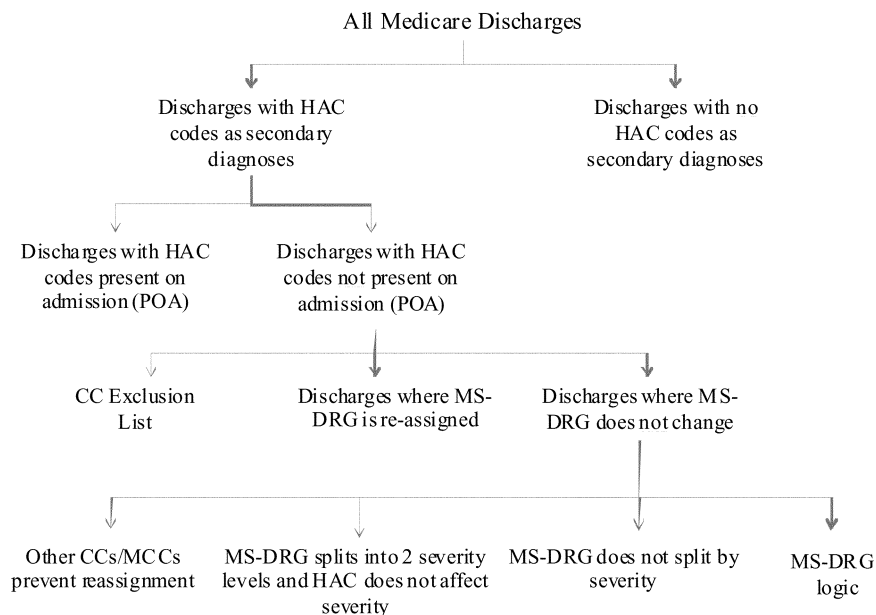 All Medicare Discharges
Discharges with HAC
codes as secondary
diagnoses
Discharges with no
HAC codes as
secondary diagnoses
Discharges with HAC
codes present on
admission (POA)
Discharges with HAC
codes not present on
admission (POA)
CC Exclusion
List
Discharges where MS-
DRG is re-assigned
Discharges where MS-
DRG does not change
Other CCs/MCCs
prevent reassignment
MS-DRG splits into 2 severity
levels and HAC does not affect
severity
MS-DRG does not split by
severity
MS-DRG
logic